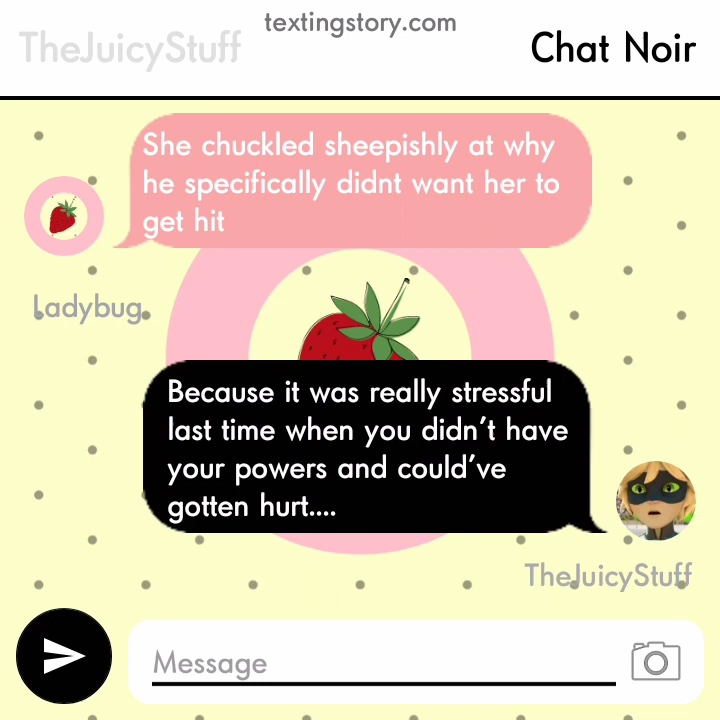 textingstory.com
TheJuicyStuff
Chat Noir
She chuckled sheepishly at why
he specifically didnt want her to
get hit
Ladybug
Because it was really stressful
last time when you didn't have
your powers and could've
gotten hurt....
TheJuicyStuff
Message